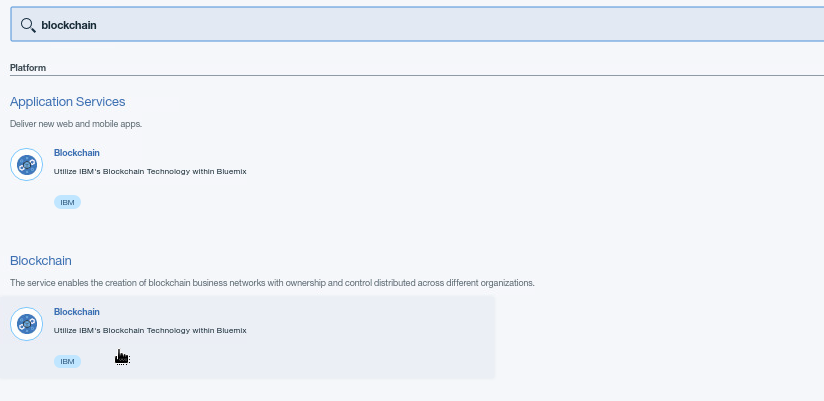 blockchain
Platform
Application Services
Deliver new web and mobile apps.
Blockchain
Utilize IBM's Blockchain Technology within Bluemix
IBM
Blockchain
The service enables the creation of blockchain business networks with ownership and control distributed across different organizations.
Blockchain
Utilize IBM's Blockchain Technology within Bluemix
IBM